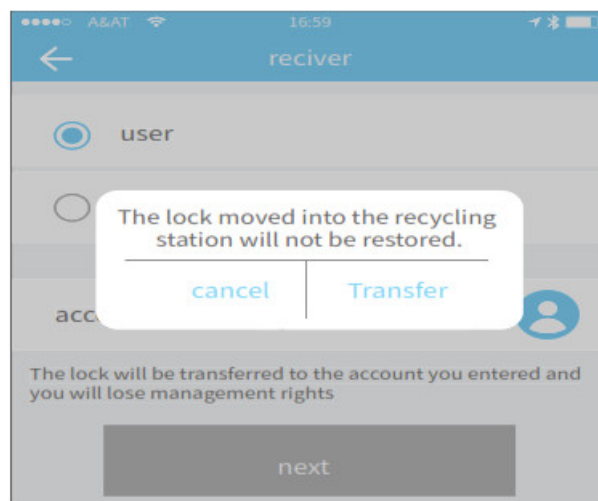 A&AT 16:59
reciver
user
The lock moved into the recycling
station will not be restored.
cancel Transfer
acc
The lock will be transferred to the account you entered and
you will lose management rights
next